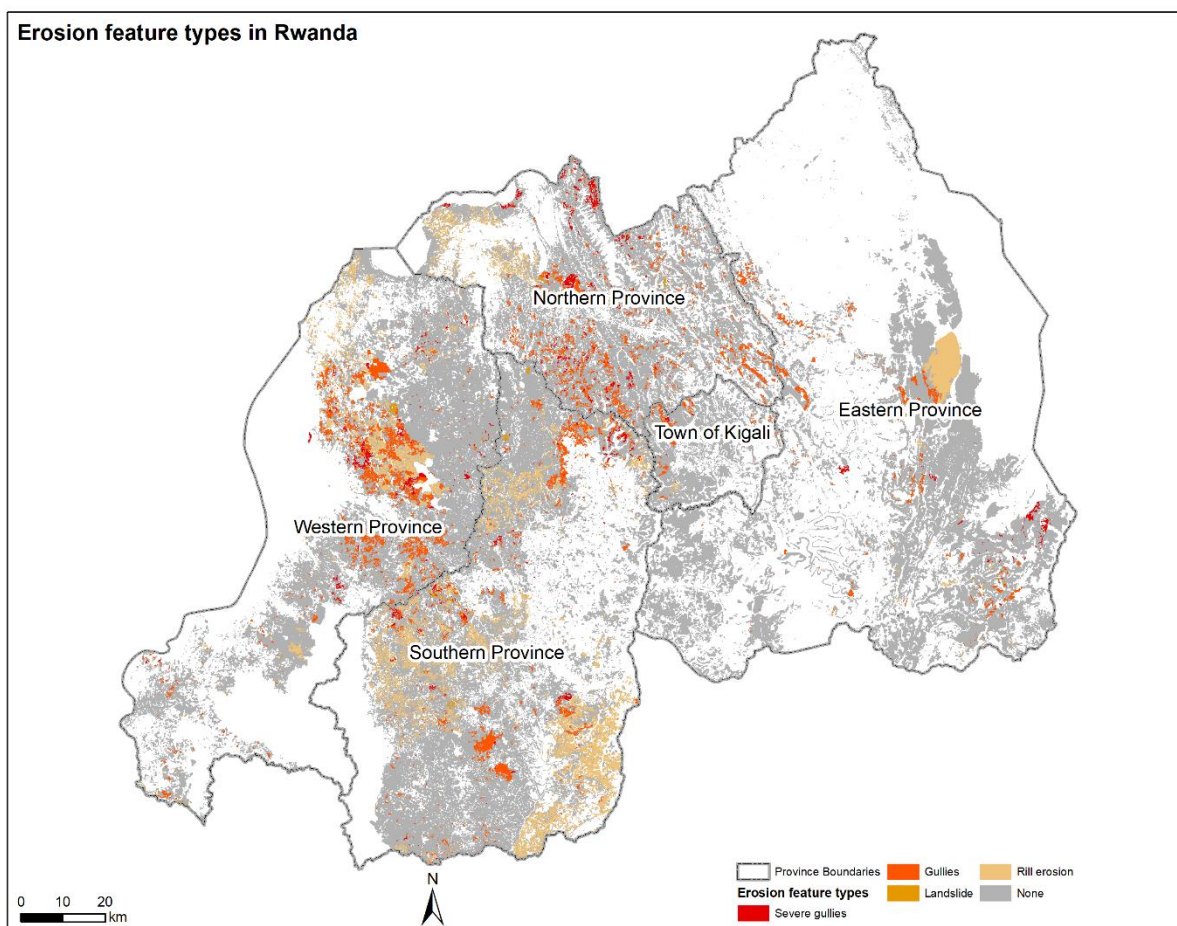 Erosion feature types in Rwanda
Northern Province
Eastern Province
Town of Kigali
Western Province
Southern Province
0 10 20
km
N
Province Boundaries
Erosion feature types
Severe gullies
Gullies
Landslide
Rill erosion
None